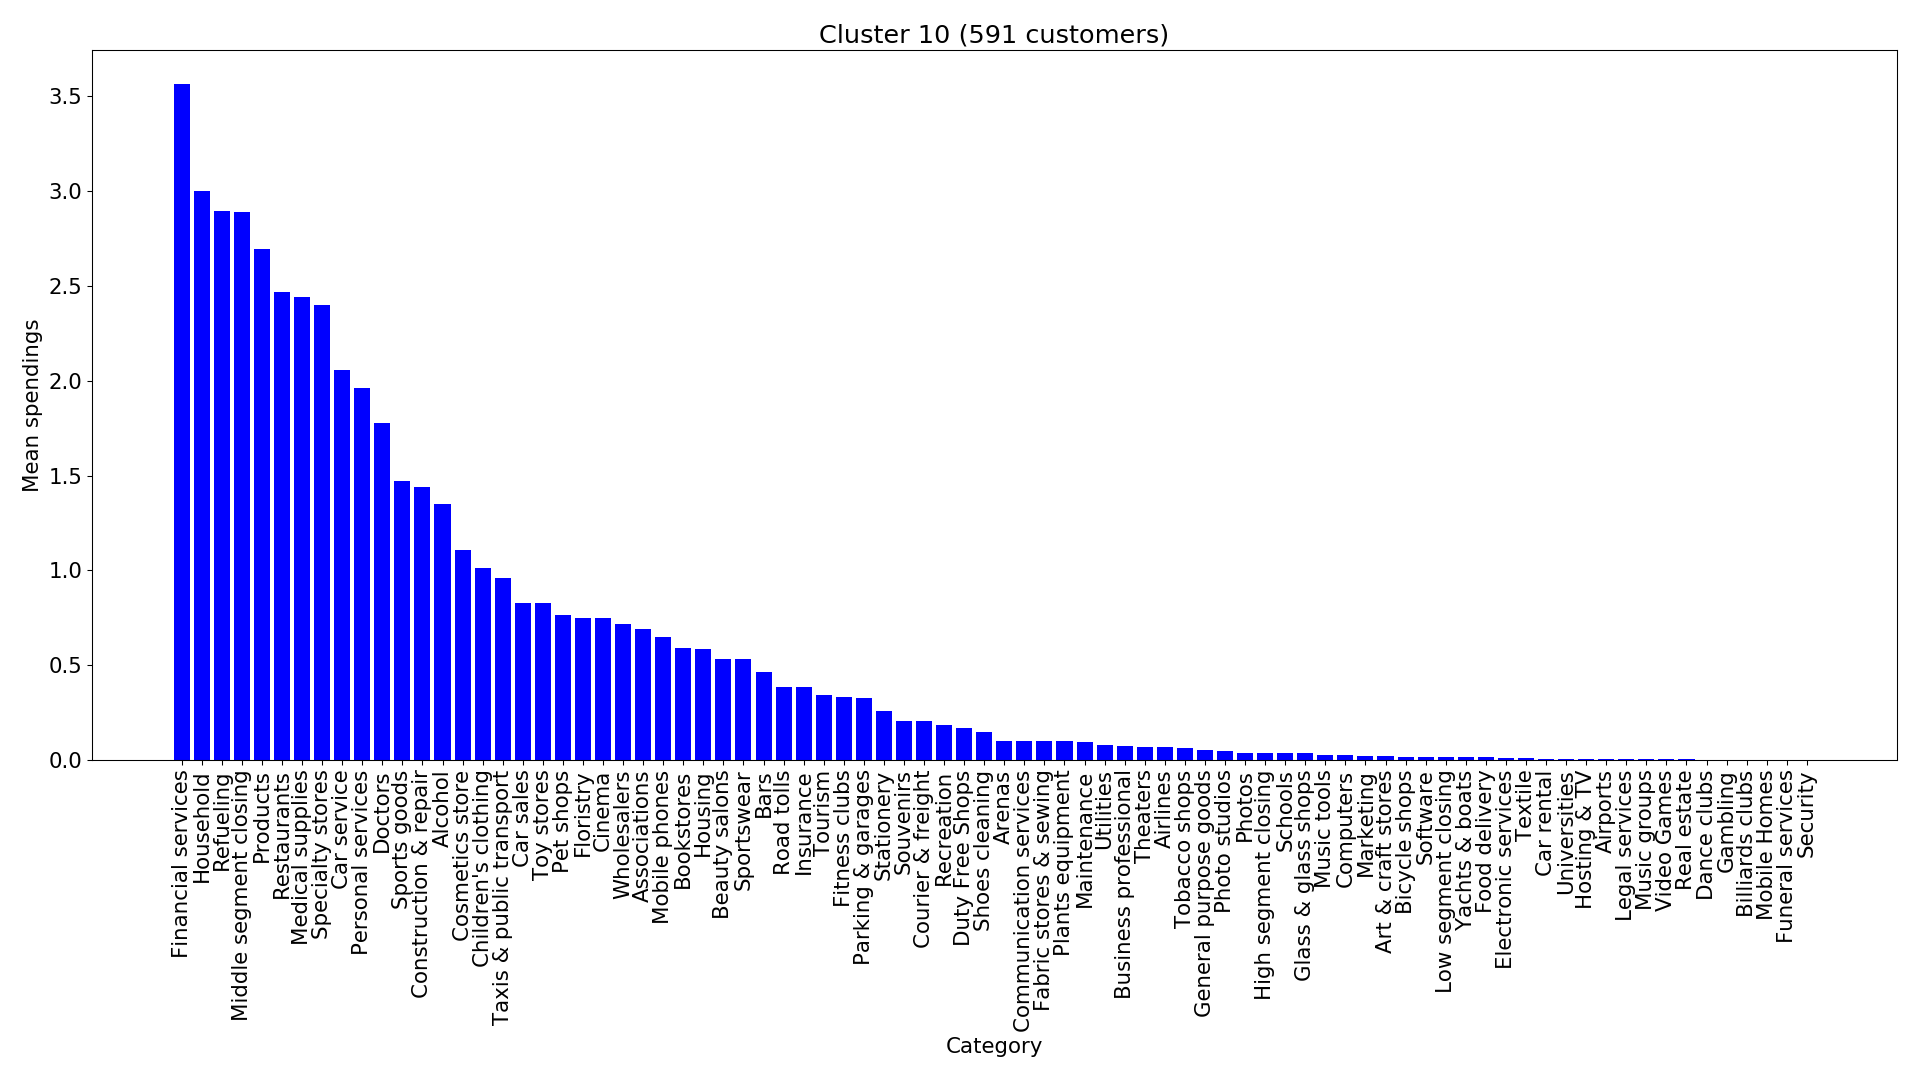 Cluster 10 (591 customers)
Mean spendings
3.5
3.0
2.5
2.0
1.5
1.0
0.5
0.0
Financial services
Household
Refueling
Middle segment closing
Products
Restaurants
Medical supplies
Specialty stores
Car service
Personal services
Doctors
Sports goods
Construction & repair
Alcohol
Cosmetics store
Children's clothing
Taxis & public transport
Car sales
Toy stores
Pet shops
Floristry
Cinema
Wholesalers
Associations
Mobile phones
Bookstores
Housing
Beauty salons
Sportswear
Bars
Road tolls
Insurance
Tourism
Fitness clubs
Parking & garages
Stationery
Souvenirs
Courier & freight
Recreation
Duty Free Shops
Shoes cleaning
Arenas
Communication services
Fabric stores & sewing
Plants equipment
Maintenance
Utilities
Business professional
Theaters
Airlines
Tobacco shops
General purpose goods
Photo studios
Photos
High segment closing
Schools
Glass & glass shops
Music tools
Computers
Marketing
Art & craft stores
Bicycle shops
Software
Low segment closing
Yachts & boats
Food delivery
Electronic services
Textile
Car rental
Universities
Hosting & TV
Airports
Legal services
Music groups
Video Games
Real estate
Dance clubs
Gambling
Billiards clubs
Mobile Homes
Funeral services
Security
Category